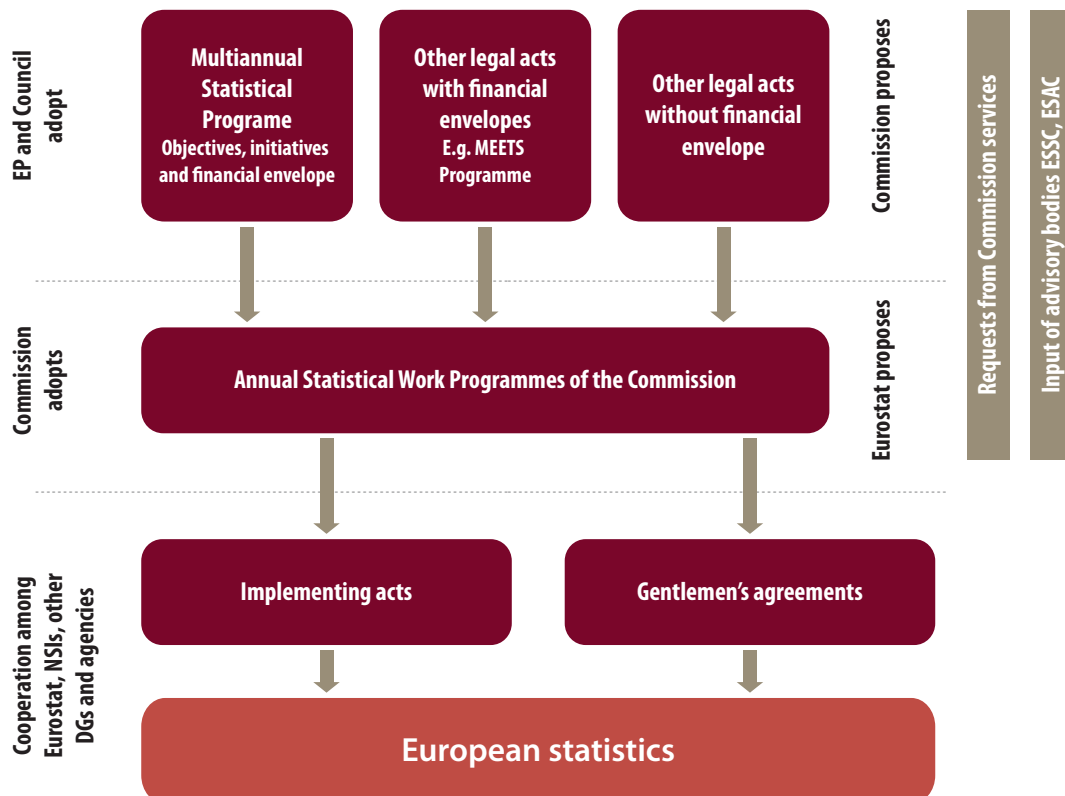 EP and Council
adopt
Multiannual
Statistical
Programe
Objectives, initiatives
and financial envelope
Other legal acts
with financial
envelopes
E.g. MEETS
Programme
Other legal acts
without financial
envelope
Commission proposes
Requests from Commission services
Input of advisory bodies ESSC, ESAC
Commission
adopts
Annual Statistical Work Programmes of the Commission
Eurostat proposes
Cooperation among
Eurostat, NSIs, other
DGs and agencies
Implementing acts
Gentlemen's agreements
European statistics